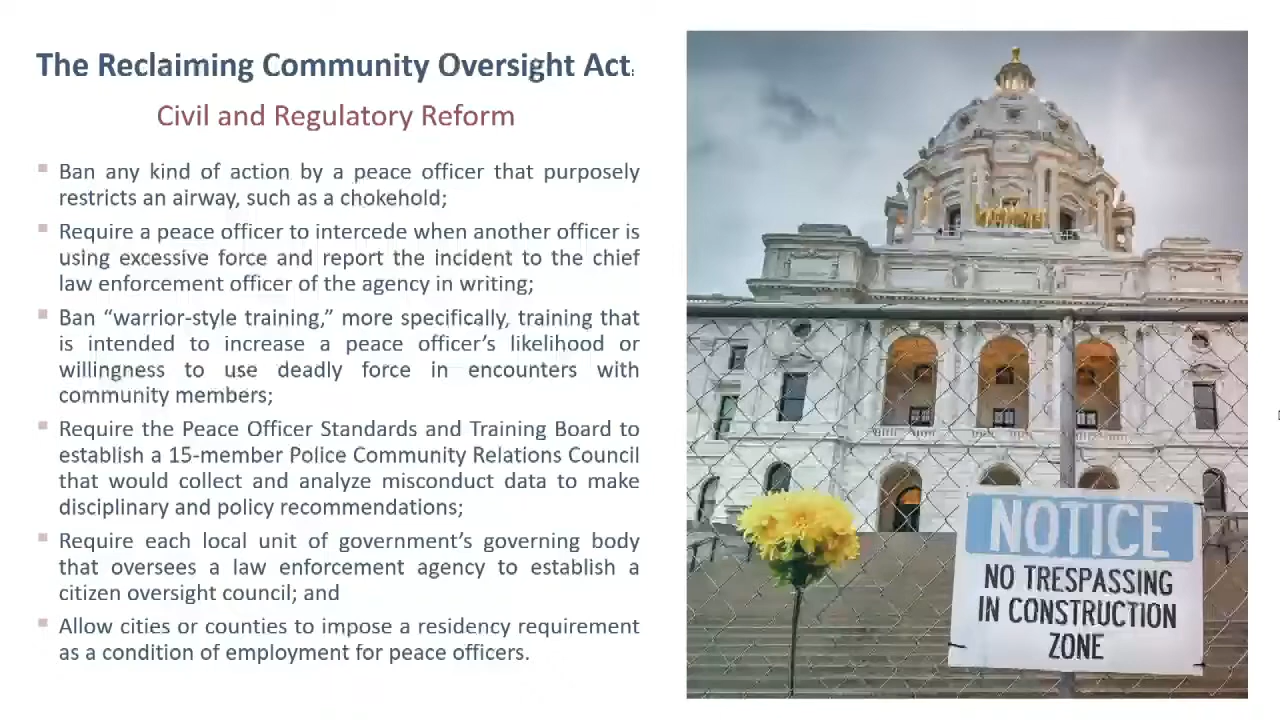 The Reclaiming Community Oversight Act:
Civil and Regulatory Reform
Ban any kind of action by a peace officer that purposely
restricts an airway, such as a chokehold;
Require a peace officer to intercede when another officer is
using excessive force and report the incident to the chief
law enforcement officer of the agency in writing;
Ban “warrior-style training,” more specifically, training that
is intended to increase a peace officer’s likelihood or
willingness to use deadly force in encounters with
community members;
Require the Peace Officer Standards and Training Board to
establish a 15-member Police Community Relations Council
that would collect and analyze misconduct data to make
disciplinary and policy recommendations;
Require each local unit of government’s governing body
that oversees a law enforcement agency to establish a
citizen oversight council; and
Allow cities or counties to impose a residency requirement
as a condition of employment for peace officers.
NOTICE
NO TRESPASSING
IN CONSTRUCTION
ZONE